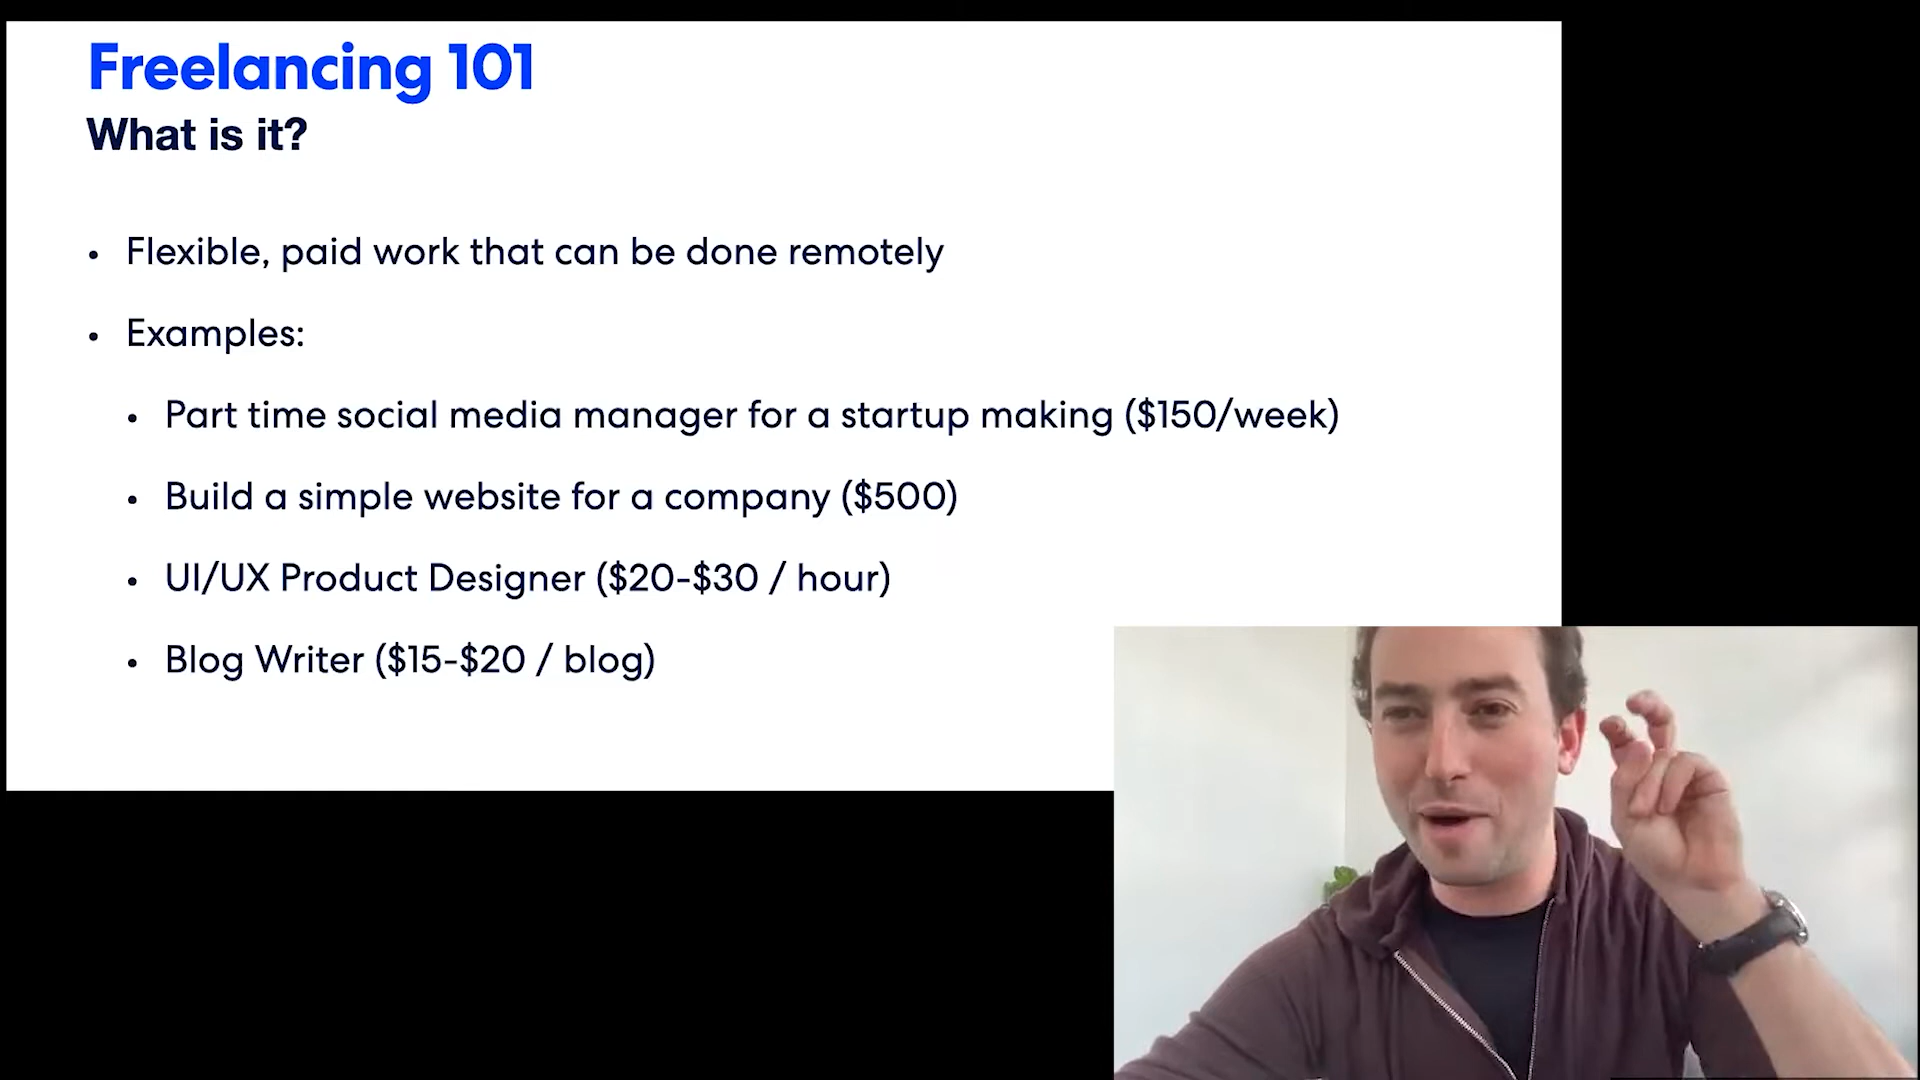 Freelancing 101
What is it?
• Flexible, paid work that can be done remotely
• Examples:
• Part time social media manager for a startup making ($150/week)
• Build a simple website for a company ($500)
• UI/UX Product Designer ($20-$30 / hour)
• Blog Writer ($15-$20 / blog)